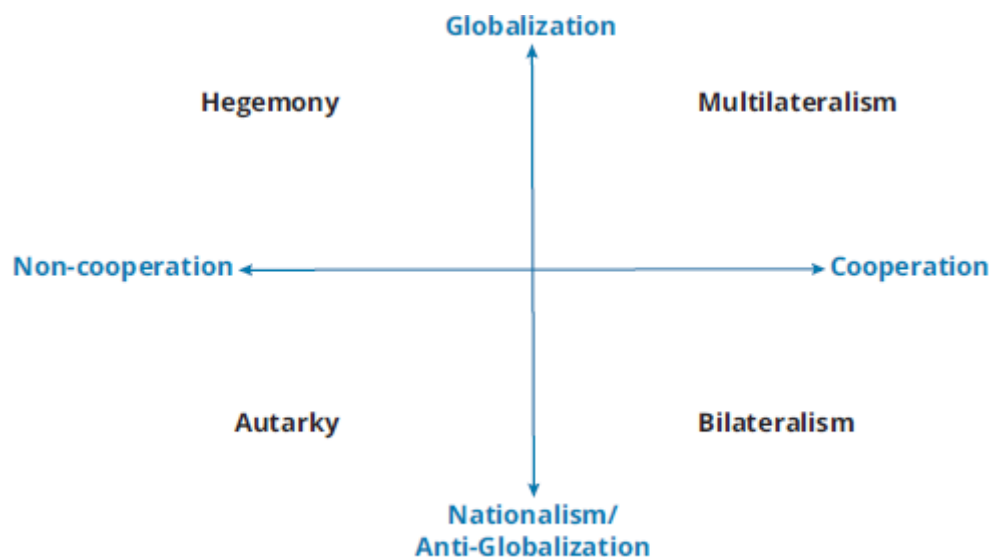 Globalization
Hegemony
Multilateralism
Non-cooperation
Cooperation
Autarky
Bilateralism
Nationalism/
Anti-Globalization